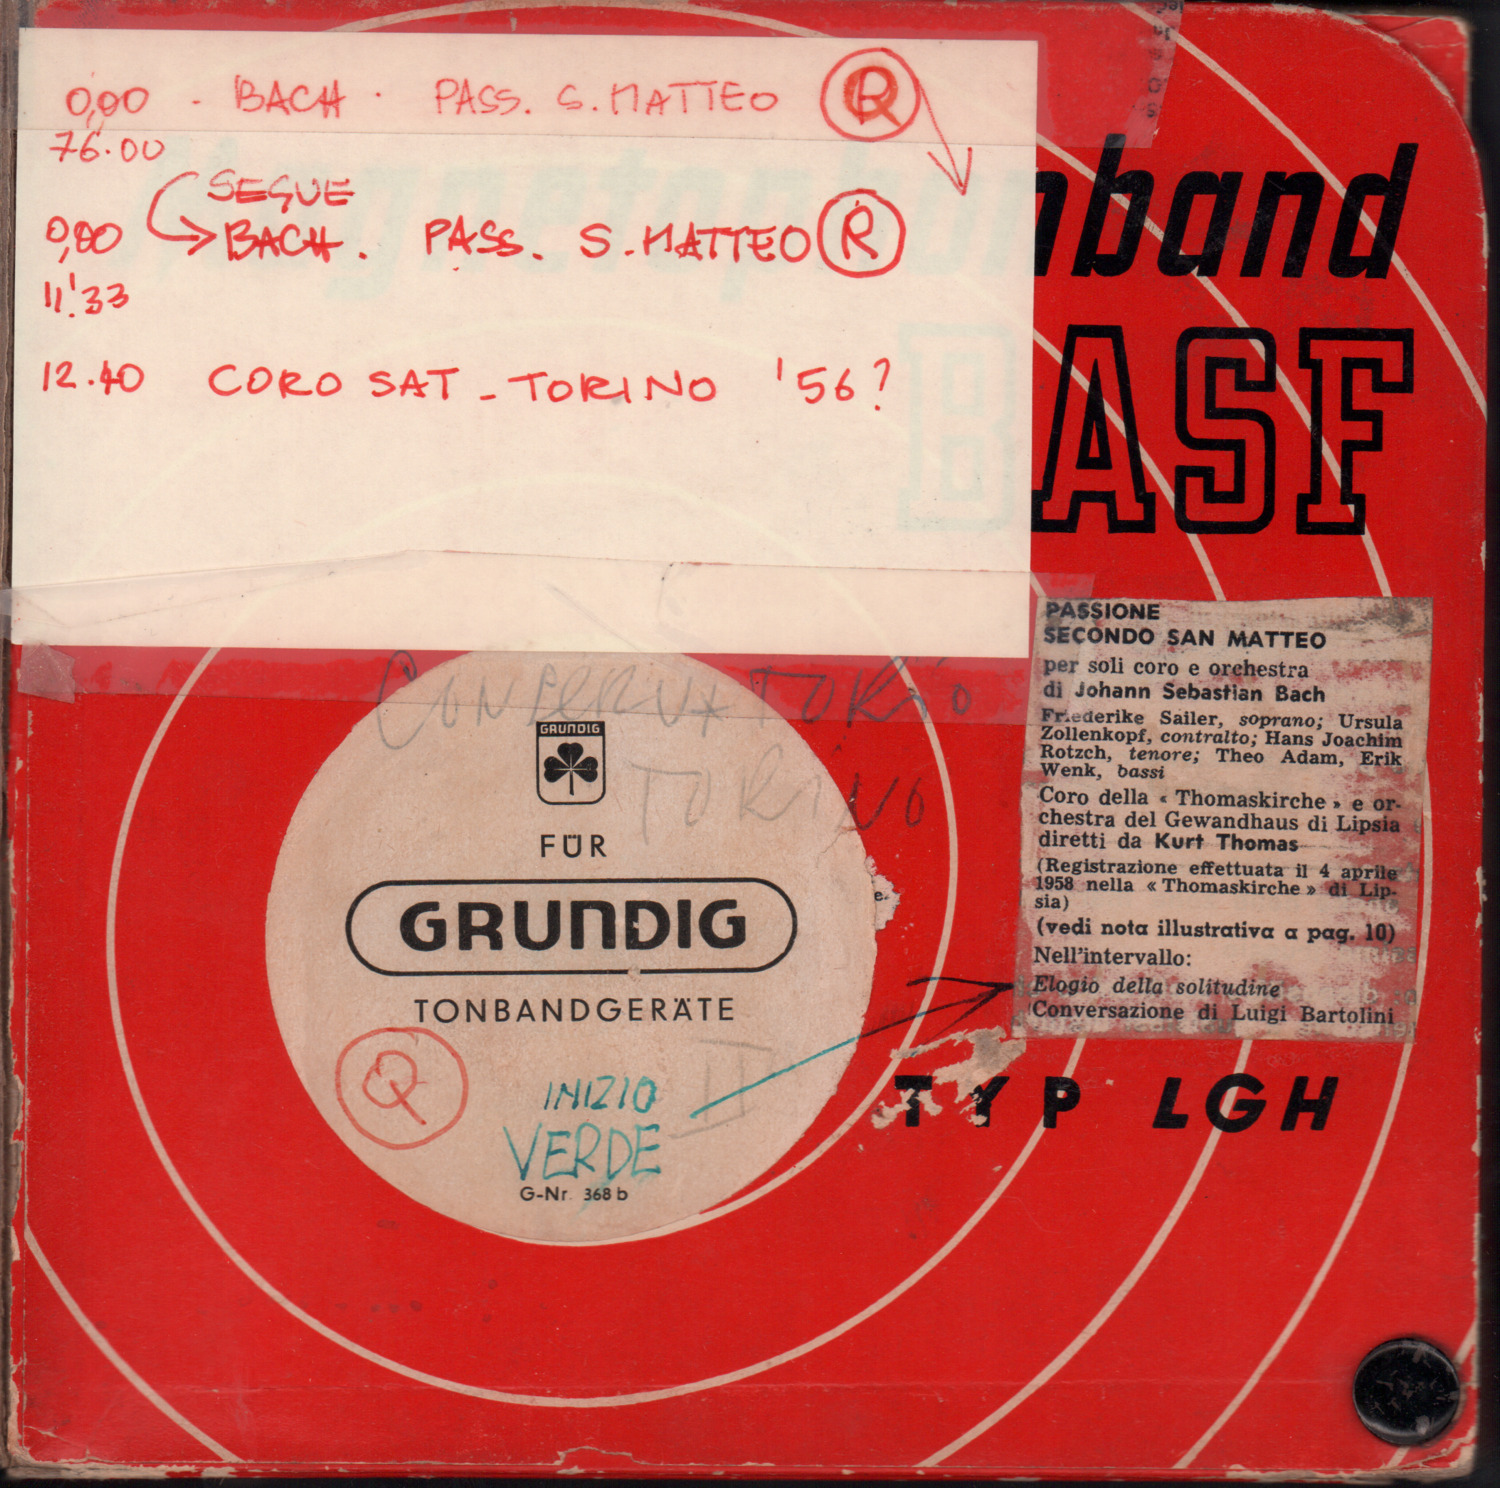 0,00 - BACH · PASS. S. MATTEO R
76.00
SEGUE
0,00 BACH. PASS. S. MATTEO R
11'.33
12.40 CORO SAT - TORINO '56?
nband
BASF
CONSERVATORIO
TORINO
GRUNDIG
FÜR
GRUNDIG
TONBANDGERÄTE
Q
II
INIZIO
VERDE
G-Nr. 368 b
PASSIONE
SECONDO SAN MATTEO
per soli coro e orchestra
di Johann Sebastian Bach
Friederike Sailer, soprano; Ursula
Zollenkopf, contralto; Hans Joachim
Rotzch, tenore; Theo Adam, Erik
Wenk, bassi
Coro della « Thomaskirche » e or-
chestra del Gewandhaus di Lipsia
diretti da Kurt Thomas
(Registrazione effettuata il 4 aprile
1958 nella « Thomaskirche » di Lip-
sia)
(vedi nota illustrativa a pag. 10)
Nell'intervallo:
Elogio della solitudine
Conversazione di Luigi Bartolini
TYP LGH